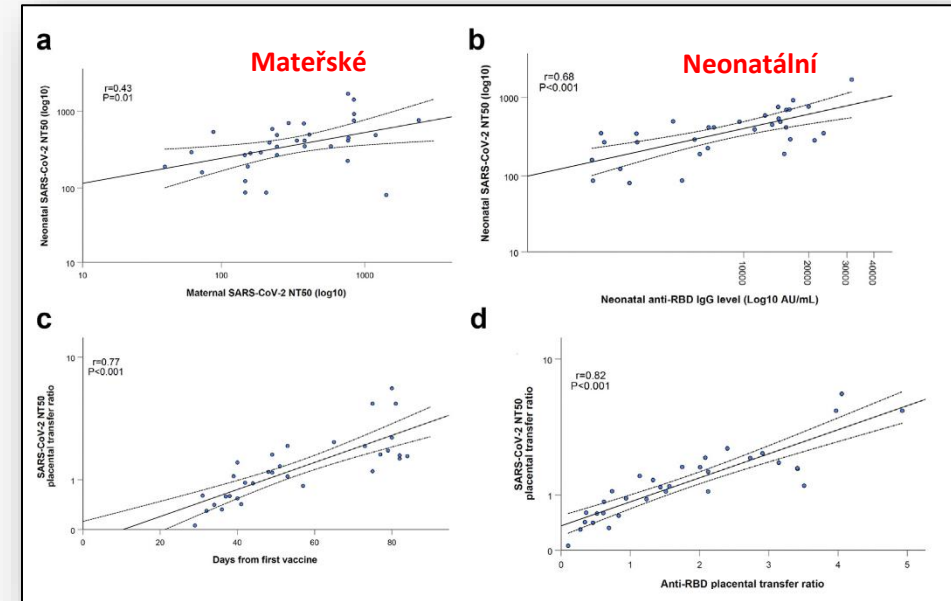 a
Mateřské
r=0.43
P=0.01
Neonatal SARS-CoV-2 NT50 (log10)
1000
100
10
10
100
1000
Maternal SARS-CoV-2 NT50 (log10)
b
Neonatální
r=0.68
P<0.001
Neonatal SARS-CoV-2 NT50 (log10)
1000
100
10
10000
20000
30000
40000
Neonatal anti-RBD IgG level (Log10 AU/mL)
c
r=0.77
P<0.001
SARS-CoV-2 NT50
placental transfer ratio
10
1
0
0
20
40
60
80
Days from first vaccine
d
r=0.82
P<0.001
SARS-CoV-2 NT50
placental transfer ratio
10
1
0
0
1
2
3
4
5
Anti-RBD placental transfer ratio